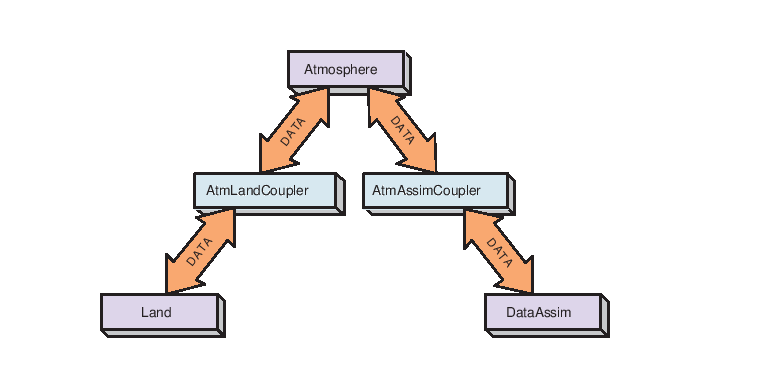 Atmosphere
DATA
DATA
AtmLandCoupler
AtmAssimCoupler
DATA
DATA
Land
DataAssim